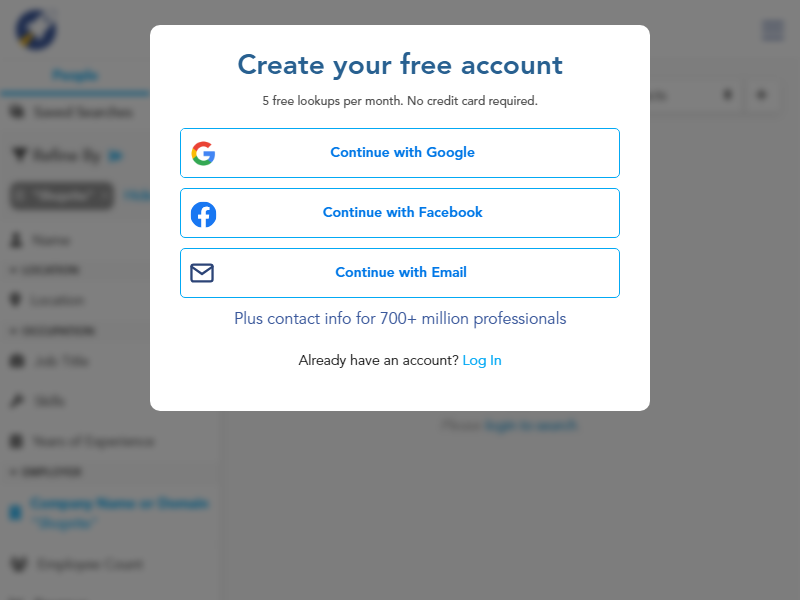 Create your free account
5 free lookups per month. No credit card required.
Continue with Google
Continue with Facebook
Continue with Email
Plus contact info for 700+ million professionals
Already have an account? Log In
People
Saved Searches
Refine By
Name
LOCATION
Location
OCCUPATION
Job Title
Skills
Years of Experience
EMPLOYER
Company Name or Domain
Employee Count
Please login to search